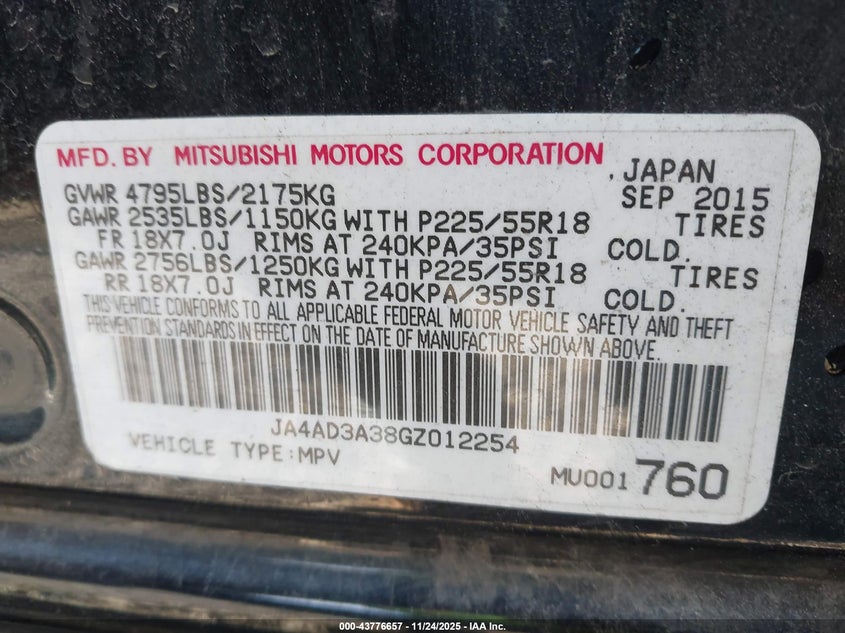 MFD. BY MITSUBISHI MOTORS CORPORATION .JAPAN
GVWR 4795LBS/2175KG SEP 2015
GAWR 2535LBS/1150KG WITH P225/55R18 TIRES
FR 18X7.0J RIMS AT 240KPA/35PSI COLD.
GAWR 2756LBS/1250KG WITH P225/55R18 TIRES
RR 18X7.0J RIMS AT 240KPA/35PSI COLD.
THIS VEHICLE CONFORMS TO ALL APPLICABLE FEDERAL MOTOR VEHICLE SAFETY AND THEFT
PREVENTION STANDARDS IN EFFECT ON THE DATE OF MANUFACTURE SHOWN ABOVE.
JA4AD3A38GZ012254
VEHICLE TYPE:MPV
MU001760
000-43776657 - 11/24/2025 - IAA Inc.